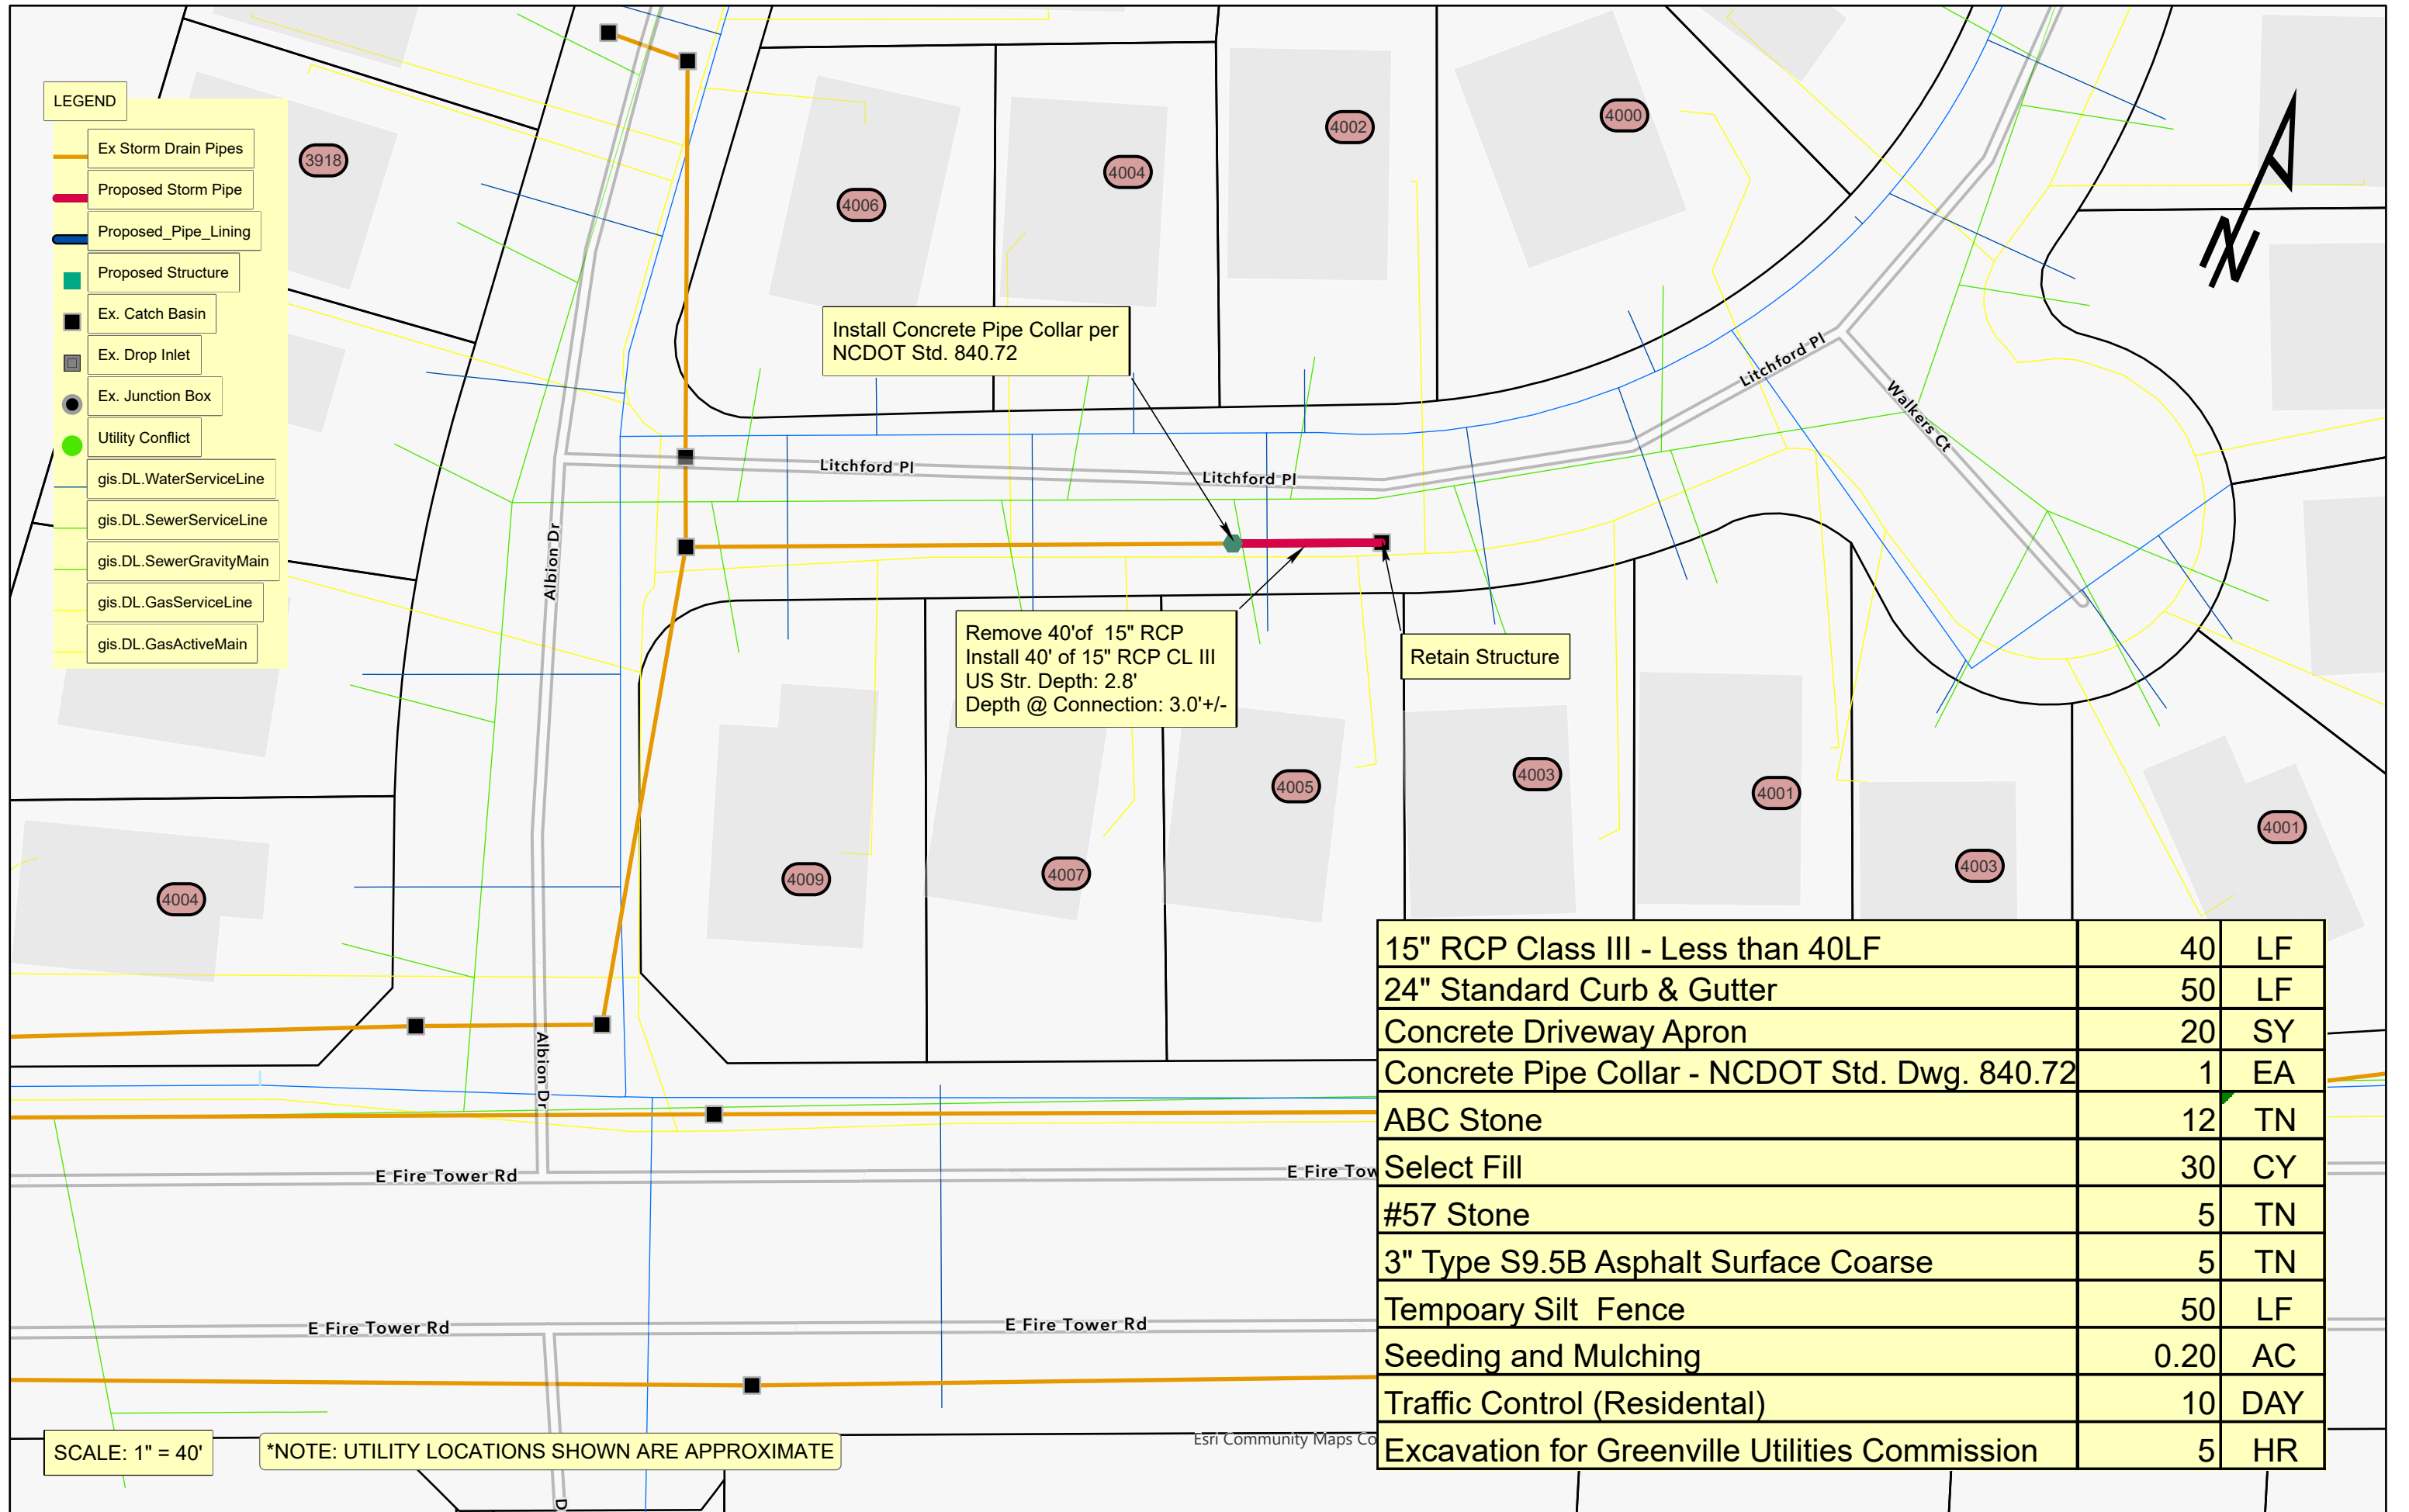 LEGEND
Ex Storm Drain Pipes
Proposed Storm Pipe
Proposed_Pipe_Lining
Proposed Structure
Ex. Catch Basin
Ex. Drop Inlet
Ex. Junction Box
Utility Conflict
gis.DL.WaterServiceLine
gis.DL.SewerServiceLine
gis.DL.SewerGravityMain
gis.DL.GasServiceLine
gis.DL.GasActiveMain
3918
4006
4004
4002
4000
N
Install Concrete Pipe Collar per
NCDOT Std. 840.72
Litchford Pl
Litchford Pl
Litchford Pl
Walkers Ct
Albion Dr
Remove 40'of  15" RCP
Install 40' of 15" RCP CL III
US Str. Depth: 2.8'
Depth @ Connection: 3.0'+/-
Retain Structure
4004
4009
4007
4005
4003
4001
4003
4001
Albion Dr
E Fire Tower Rd
E Fire Tow
E Fire Tower Rd
E Fire Tower Rd
15" RCP Class III - Less than 40LF 40 LF
24" Standard Curb & Gutter 50 LF
Concrete Driveway Apron 20 SY
Concrete Pipe Collar - NCDOT Std. Dwg. 840.72 1 EA
ABC Stone 12 TN
Select Fill 30 CY
#57 Stone 5 TN
3" Type S9.5B Asphalt Surface Coarse 5 TN
Tempoary Silt  Fence 50 LF
Seeding and Mulching 0.20 AC
Traffic Control (Residental) 10 DAY
Excavation for Greenville Utilities Commission 5 HR
SCALE: 1" = 40'
*NOTE: UTILITY LOCATIONS SHOWN ARE APPROXIMATE
Esri Community Maps Co
D